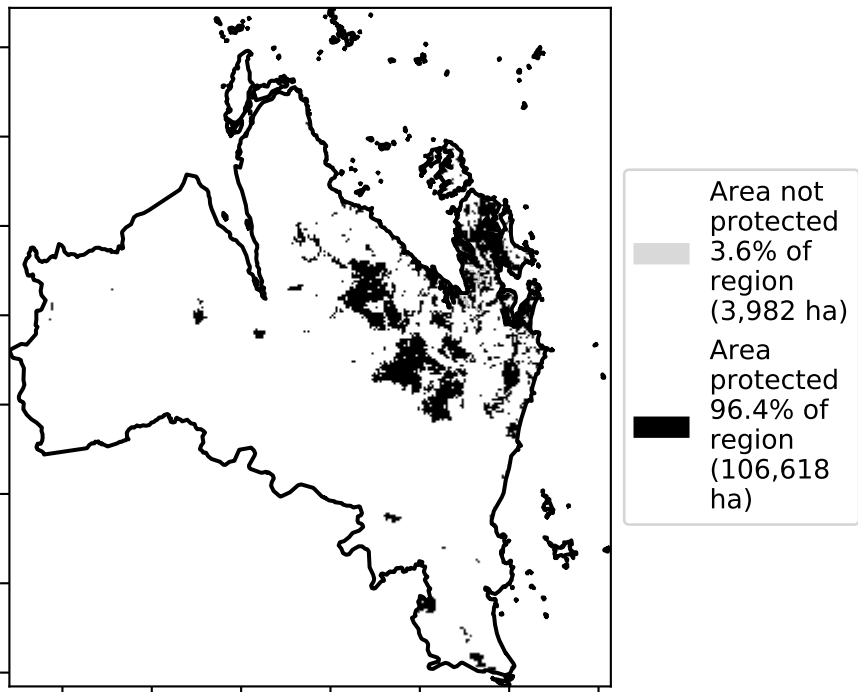 Area not
protected
3.6% of
region
(3,982 ha)
Area
protected
96.4% of
region
(106,618
ha)